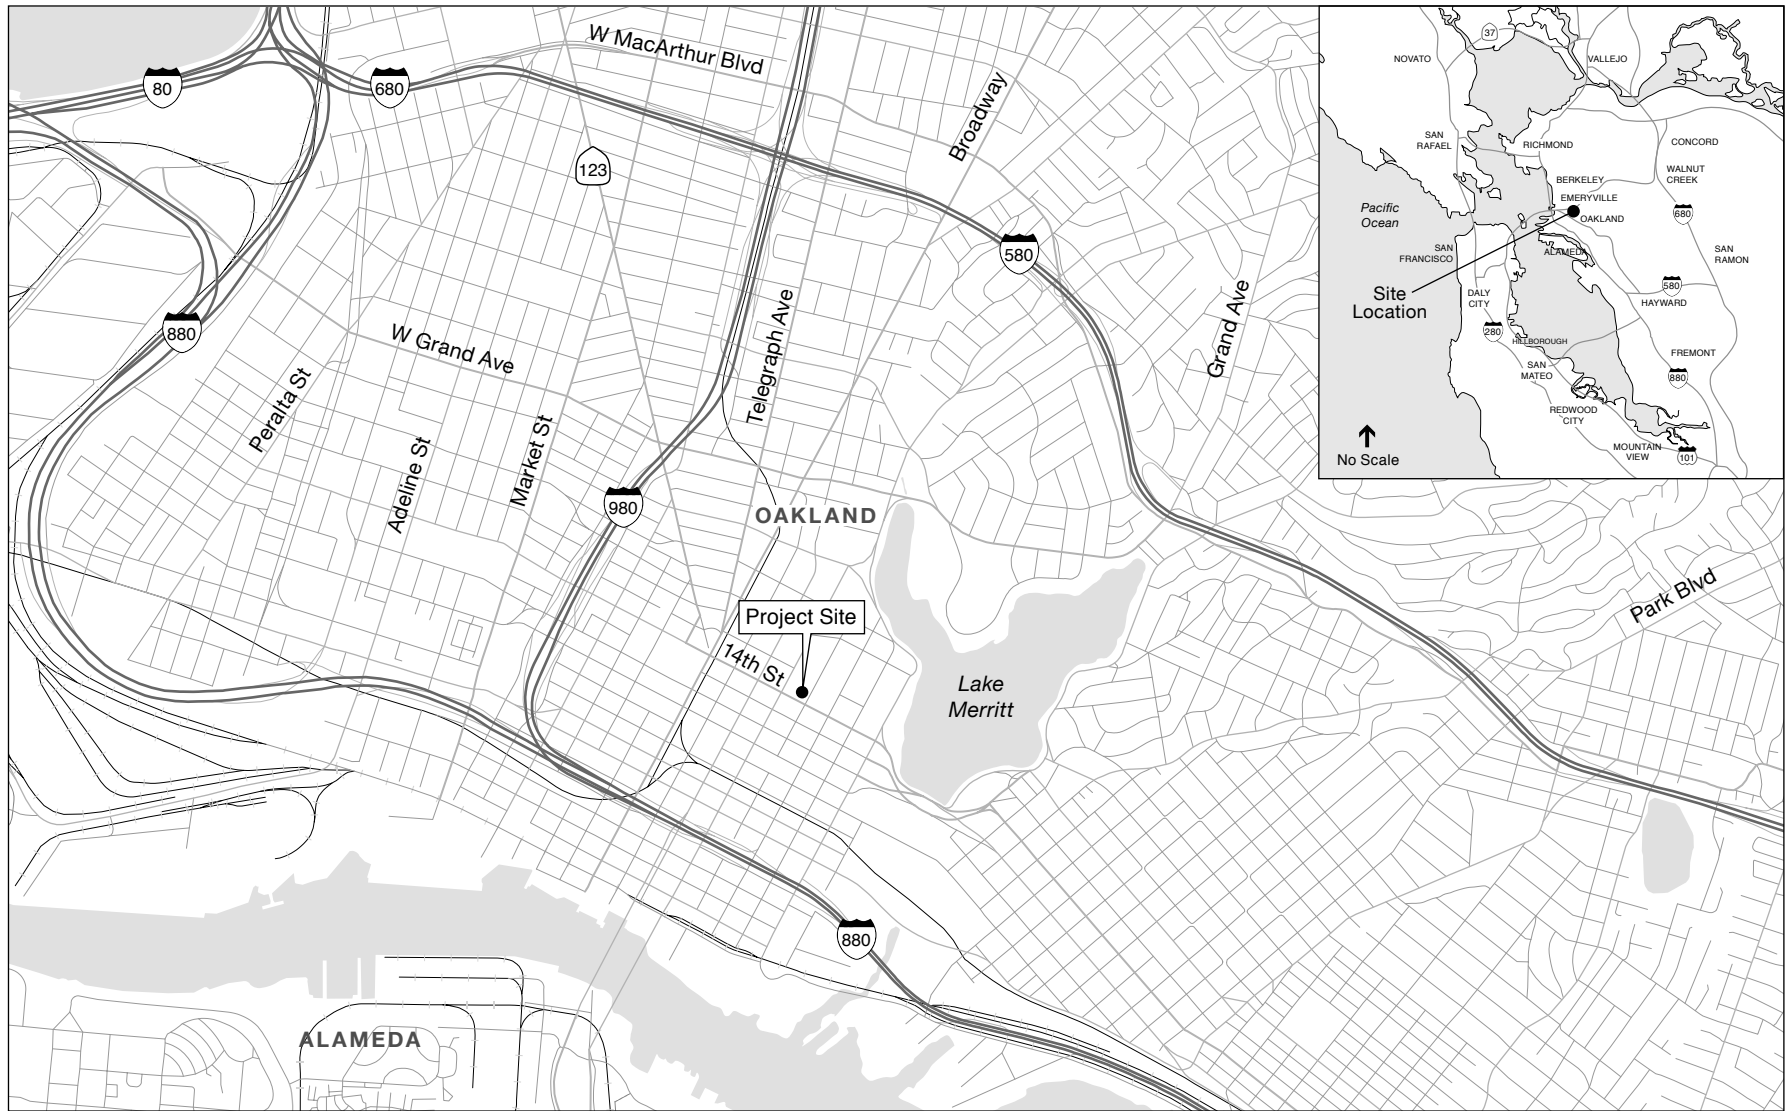 W MacArthur Blvd
80
680
Broadway
123
580
880
W Grand Ave
Telegraph Ave
Grand Ave
Peralta St
Adeline St
Market St
980
OAKLAND
Project Site
14th St
Lake
Merritt
Park Blvd
880
ALAMEDA
37
NOVATO
VALLEJO
SAN
RAFAEL
RICHMOND
CONCORD
WALNUT
CREEK
BERKELEY
EMERYVILLE
OAKLAND
Pacific
Ocean
680
SAN
FRANCISCO
ALAMEDA
SAN
RAMON
Site
Location
DALY
CITY
580
HAYWARD
280
HILLBOROUGH
FREMONT
SAN
MATEO
880
REDWOOD
CITY
MOUNTAIN
VIEW
101
No Scale